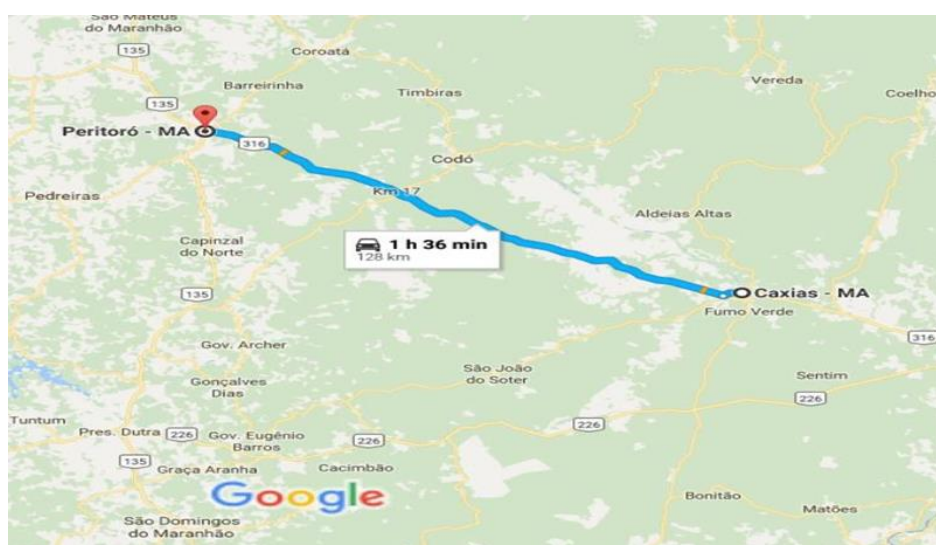 São Mateus
do Maranhão
135
Coroatá
Barreirinha
Vereda
Timbiras
Coelho
135
Peritoró - MA
316
Codó
Km 17
Pedreiras
Aldeias Altas
Capinzal
do Norte
1 h 36 min
128 km
135
Caxias - MA
Fumo Verde
316
Gov. Archer
São João
do Soter
Sentim
Gonçalves
Dias
Tuntum
Pres. Dutra
226
Gov. Eugênio
Barros
226
226
135
Graça Aranha
Cacimbão
Google
Bonitão
Matões
São Domingos
do Maranhão